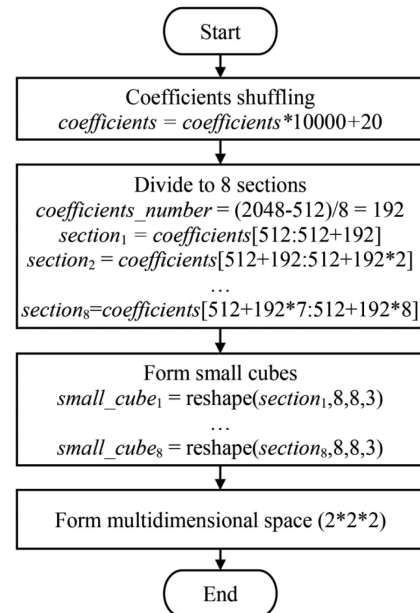 Start
Coefficients shuffling
coefficients = coefficients*10000+20
Divide to 8 sections
coefficients_number = (2048-512)/8 = 192
section₁ = coefficients[512:512+192]
section₂ = coefficients[512+192:512+192*2]
…
section₈=coefficients[512+192*7:512+192*8]
Form small cubes
small_cube₁ = reshape(section₁,8,8,3)
…
small_cube₈ = reshape(section₈,8,8,3)
Form multidimensional space (2*2*2)
End